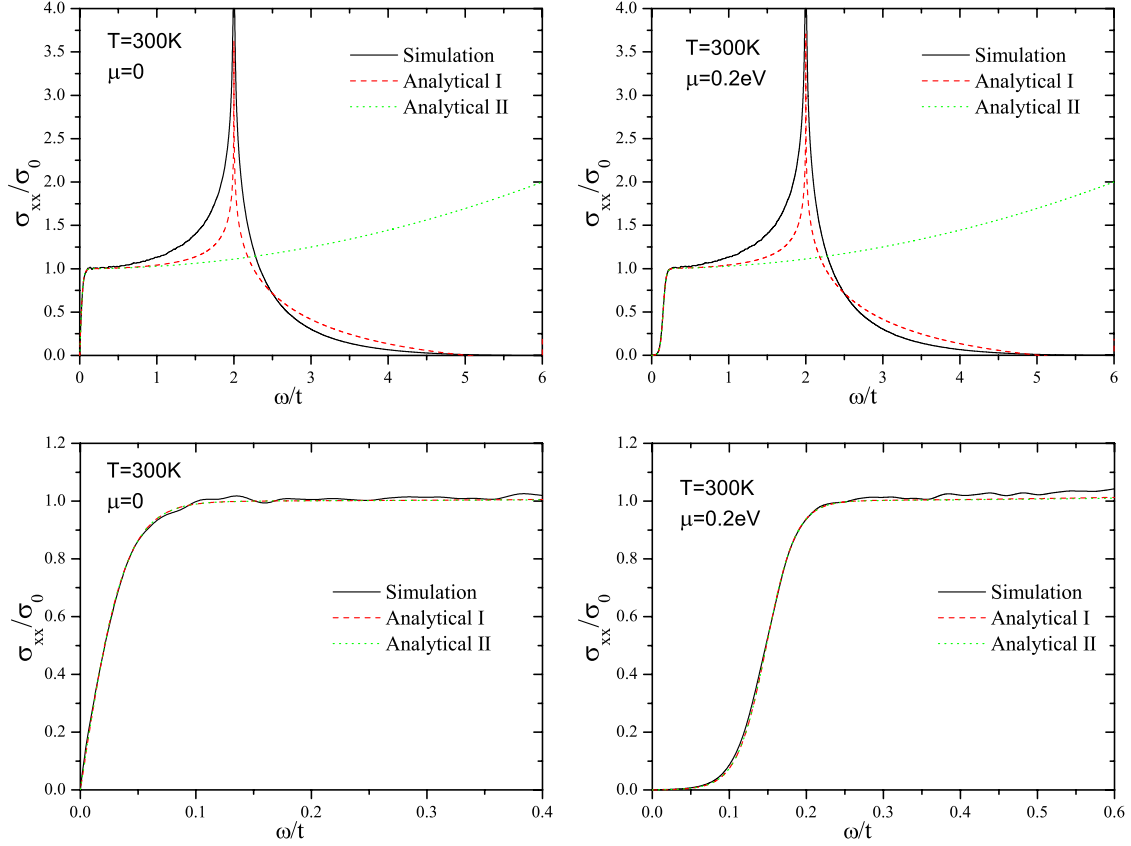 T=300K
μ=0
Simulation
Analytical I
Analytical II
σxx/σ0
4.0
3.5
3.0
2.5
2.0
1.5
1.0
0.5
0.0
0 1 2 3 4 5 6
ω/t
T=300K
μ=0.2eV
Simulation
Analytical I
Analytical II
σxx/σ0
4.0
3.5
3.0
2.5
2.0
1.5
1.0
0.5
0.0
0 1 2 3 4 5 6
ω/t
T=300K
μ=0
Simulation
Analytical I
Analytical II
σxx/σ0
1.2
1.0
0.8
0.6
0.4
0.2
0.0
0.0 0.1 0.2 0.3 0.4
ω/t
T=300K
μ=0.2eV
Simulation
Analytical I
Analytical II
σxx/σ0
1.2
1.0
0.8
0.6
0.4
0.2
0.0
0.0 0.1 0.2 0.3 0.4 0.5 0.6
ω/t